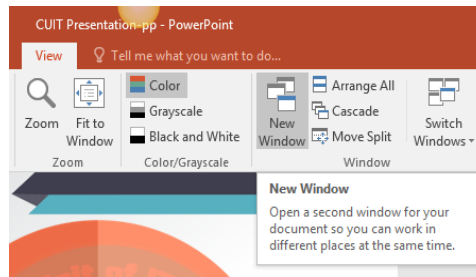 CUIT Presentation-pp - PowerPoint
View Tell me what you want to do...
Zoom
Fit to
Window
Zoom
Color
Grayscale
Black and White
Color/Grayscale
New
Window
Arrange All
Cascade
Move Split
Switch
Windows
Window
New Window
Open a second window for your
document so you can work in
different places at the same time.